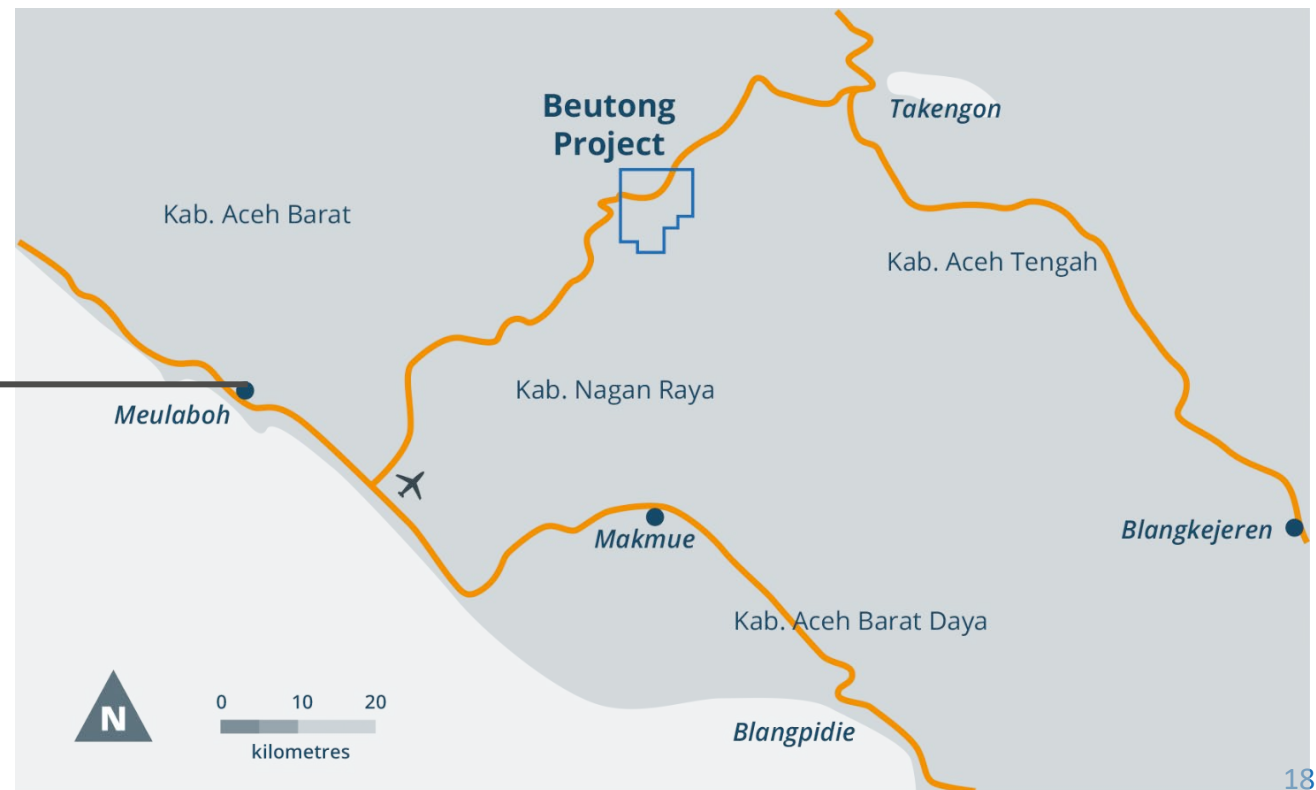 Beutong
Project
Takengon
Kab. Aceh Barat
Kab. Aceh Tengah
Kab. Nagan Raya
Meulaboh
Makmue
Blangkejeren
Kab. Aceh Barat Daya
N
0 10 20
kilometres
Blangpidie
18